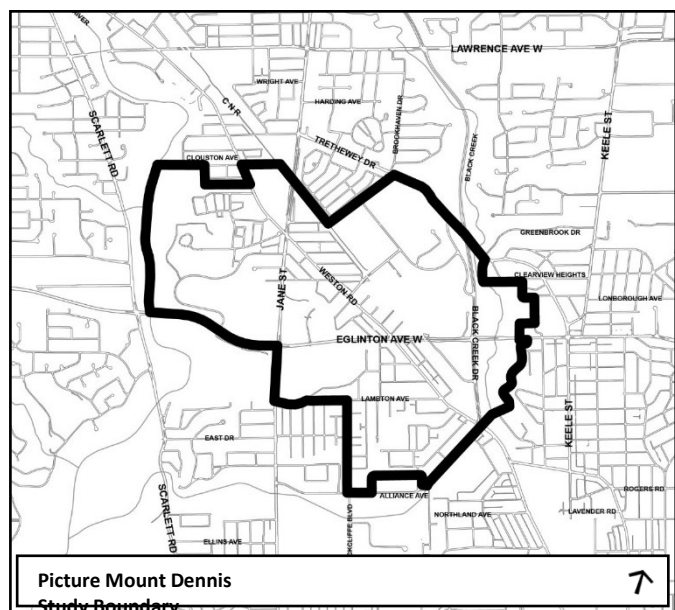 LAWRENCE AVE W
WRIGHT AVE
C-N-R
HARDING AVE
BROOKHAVEN DR
SCARLETT RD
TRETHEWEY DR
BLACK CREEK
KEELE ST
CLOUSTON AVE
GREENBROOK DR
CLEARVIEW HEIGHTS
WESTON RD
JANE ST
LONBOROUGH AVE
BLACK CREEK DR
EGLINTON AVE W
LAMBTON AVE
KEELE ST
EAST DR
SCARLETT RD
ALLIANCE AVE
ROGERS RD
NORTHLAND AVE
LAVENDER RD
ELLINS AVE
Picture Mount Dennis
Study Boundary